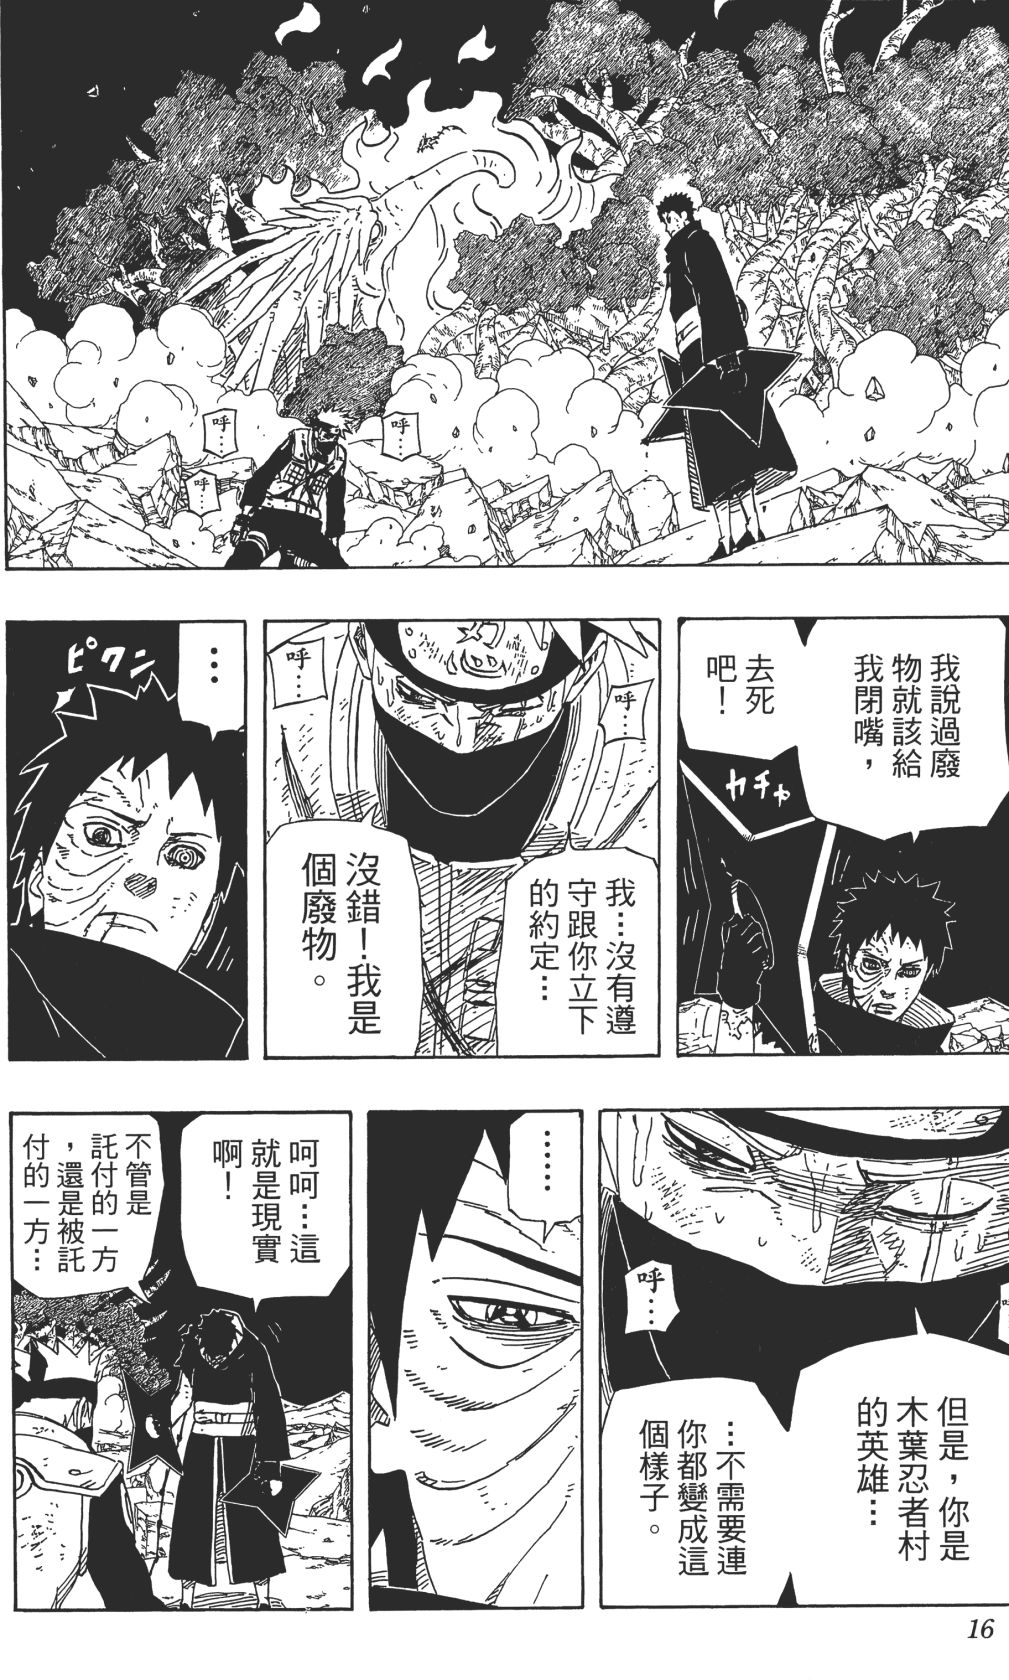 呼…
呼…
呼…
我說過廢
物就該給
我閉嘴，
去死
吧！
カチャ
呼…
呼…
我…沒有遵
守跟你立下
的約定…
沒錯！我是
個廢物。
…
ピクン
呼…
但是，你是
木葉忍者村
的英雄…
…不需要連
你都變成這
個樣子。
……
呵呵…這
就是現實
啊！
不管是
託付的一方
，還是被託
付的一方…
16